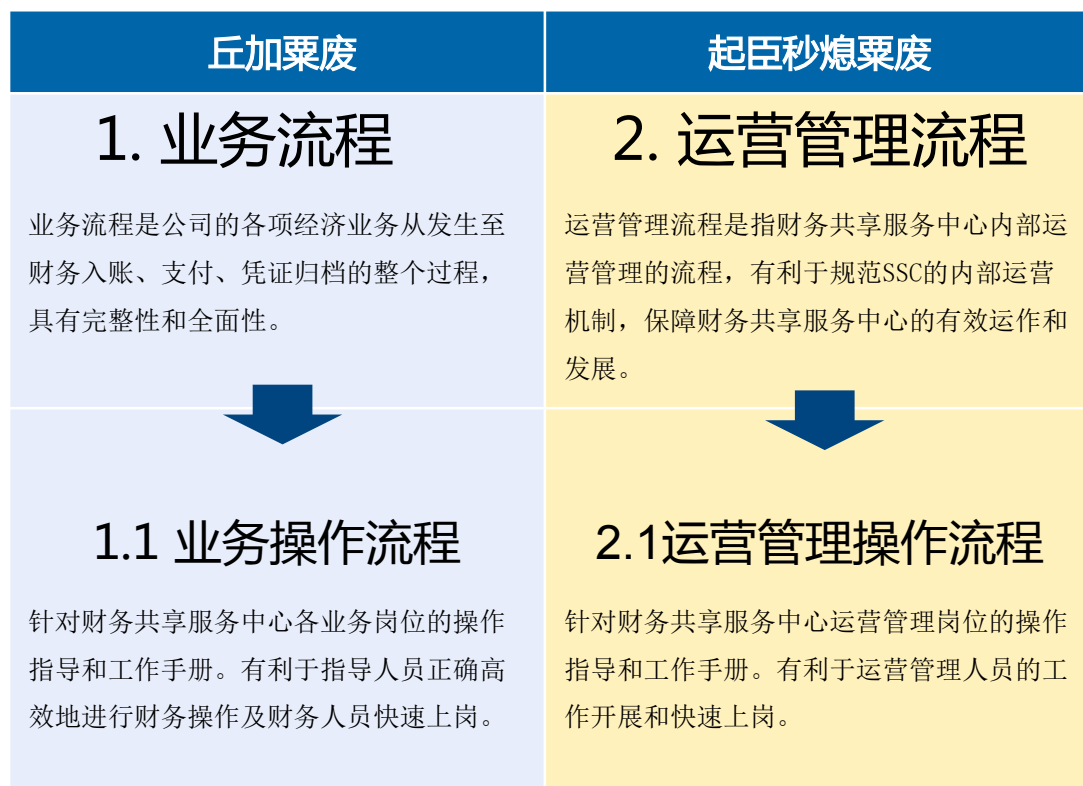 丘加粟废
起臣秒熄粟废
1. 业务流程
业务流程是公司的各项经济业务从发生至
财务入账、支付、凭证归档的整个过程，
具有完整性和全面性。
2. 运营管理流程
运营管理流程是指财务共享服务中心内部运
营管理的流程，有利于规范SSC的内部运营
机制，保障财务共享服务中心的有效运作和
发展。
1.1 业务操作流程
针对财务共享服务中心各业务岗位的操作
指导和工作手册。有利于指导人员正确高
效地进行财务操作及财务人员快速上岗。
2.1运营管理操作流程
针对财务共享服务中心运营管理岗位的操作
指导和工作手册。有利于运营管理人员的工
作开展和快速上岗。